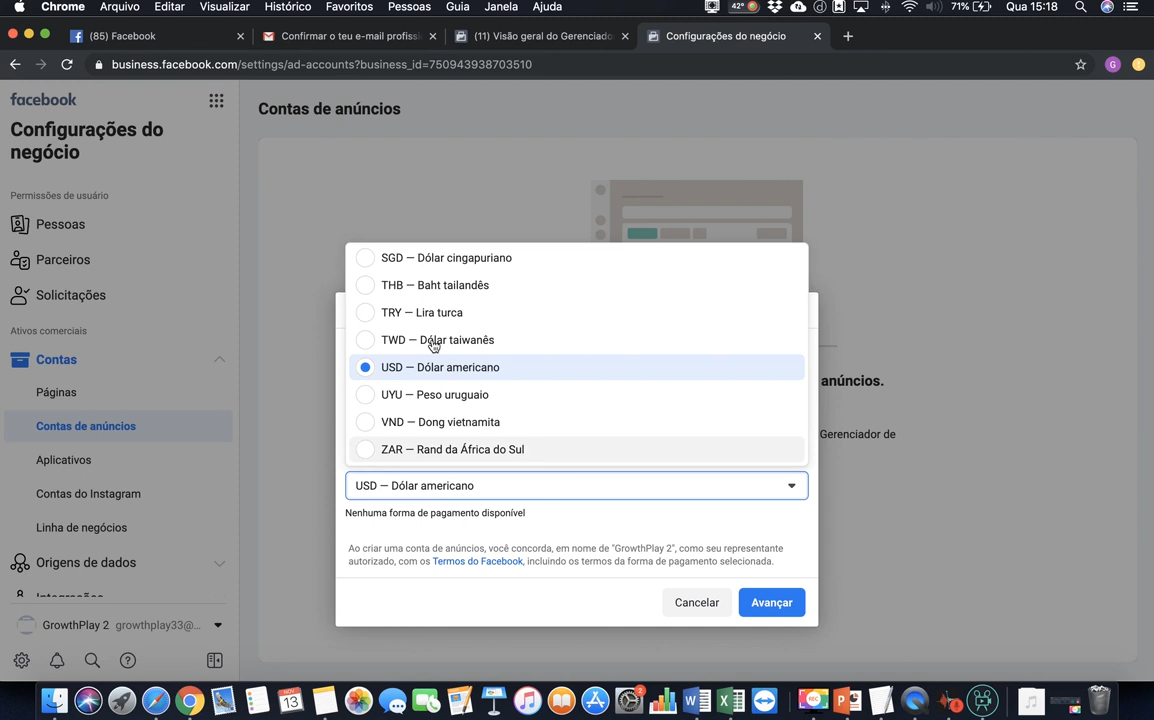 Chrome Arquivo Editar Visualizar Histórico Favoritos Pessoas Guia Janela Ajuda 42° 71% Qua 15:18
(85) Facebook
Confirmar o teu e-mail profissi
(11) Visão geral do Gerenciado
Configurações do negócio
business.facebook.com/settings/ad-accounts?business_id=750943938703510
G
facebook
Configurações do
negócio
Permissões de usuário
Pessoas
Parceiros
Solicitações
Ativos comerciais
Contas
Páginas
Contas de anúncios
Aplicativos
Contas do Instagram
Linha de negócios
Origens de dados
Integrações
GrowthPlay 2 growthplay33@...
Contas de anúncios
anúncios.
Gerenciador de
SGD — Dólar cingapuriano
THB — Baht tailandês
TRY — Lira turca
TWD — Dólar taiwanês
USD — Dólar americano
UYU — Peso uruguaio
VND — Dong vietnamita
ZAR — Rand da África do Sul
USD — Dólar americano
Nenhuma forma de pagamento disponível
Ao criar uma conta de anúncios, você concorda, em nome de "GrowthPlay 2", como seu representante
autorizado, com os Termos do Facebook, incluindo os termos da forma de pagamento selecionada.
Cancelar
Avançar
NOV
13
2
REC